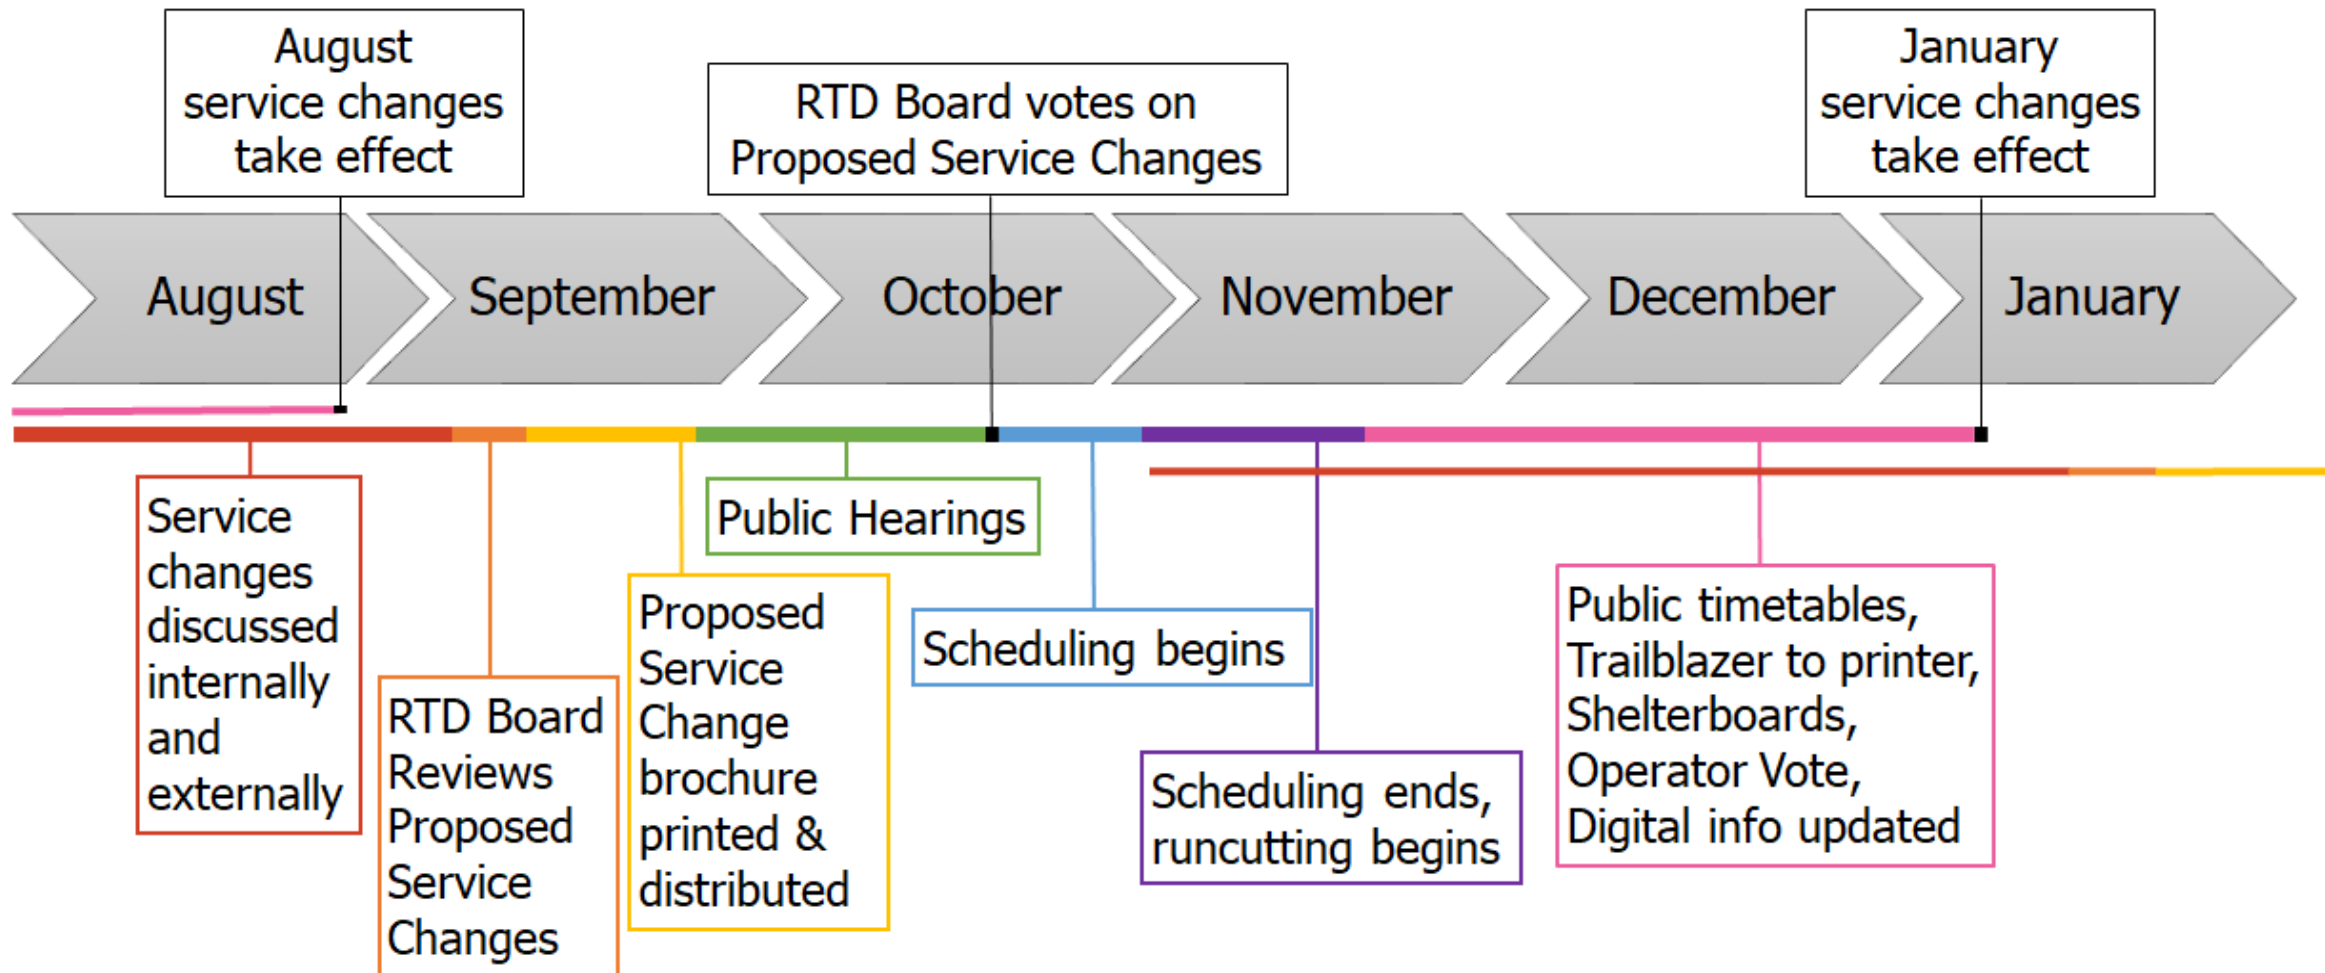 August
service changes
take effect
RTD Board votes on
Proposed Service Changes
January
service changes
take effect
August
September
October
November
December
January
Service
changes
discussed
internally
and
externally
RTD Board
Reviews
Proposed
Service
Changes
Proposed
Service
Change
brochure
printed &
distributed
Public Hearings
Scheduling begins
Scheduling ends,
runcutting begins
Public timetables,
Trailblazer to printer,
Shelterboards,
Operator Vote,
Digital info updated